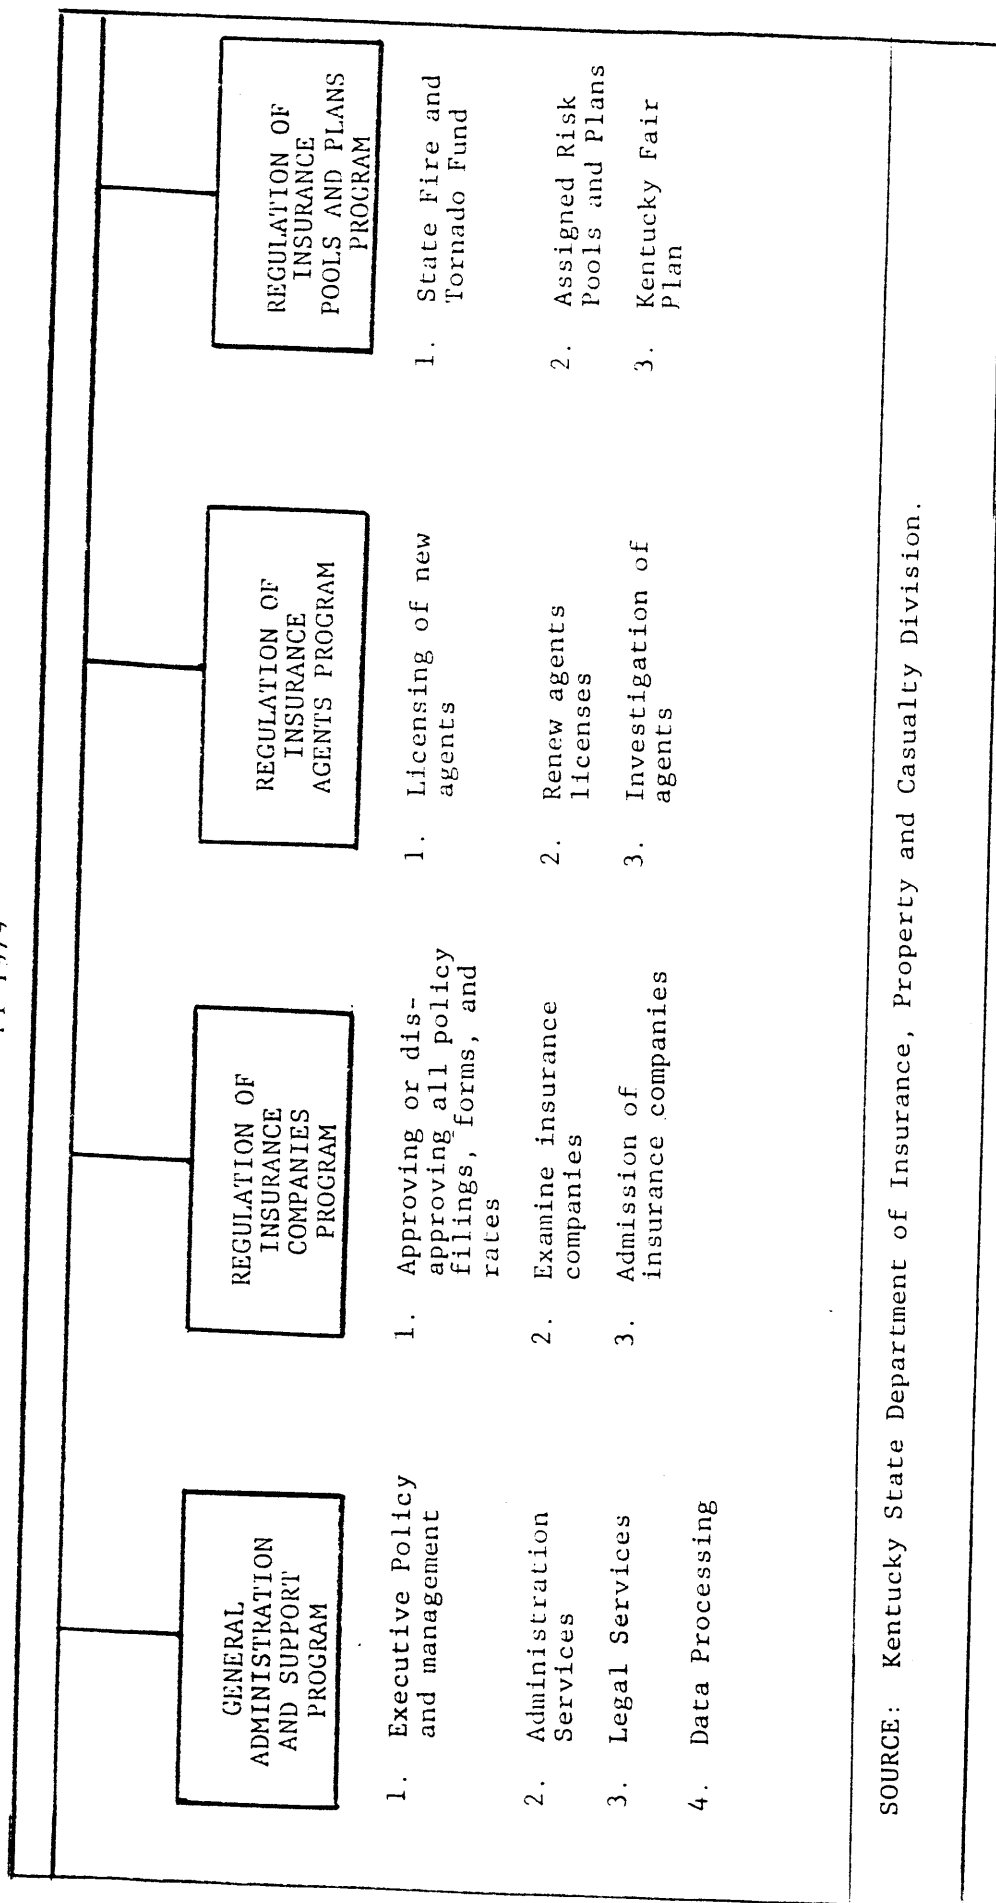 GENERAL
ADMINISTRATION
AND SUPPORT
PROGRAM
1. Executive Policy
and management
2. Administration
Services
3. Legal Services
4. Data Processing
REGULATION OF
INSURANCE
COMPANIES
PROGRAM
1. Approving or dis-
approving all policy
filings, forms, and
rates
2. Examine insurance
companies
3. Admission of
insurance companies
REGULATION OF
INSURANCE
AGENTS PROGRAM
1. Licensing of new
agents
2. Renew agents
licenses
3. Investigation of
agents
REGULATION OF
INSURANCE
POOLS AND PLANS
PROGRAM
1. State Fire and
Tornado Fund
2. Assigned Risk
Pools and Plans
3. Kentucky Fair
Plan
SOURCE: Kentucky State Department of Insurance, Property and Casualty Division.